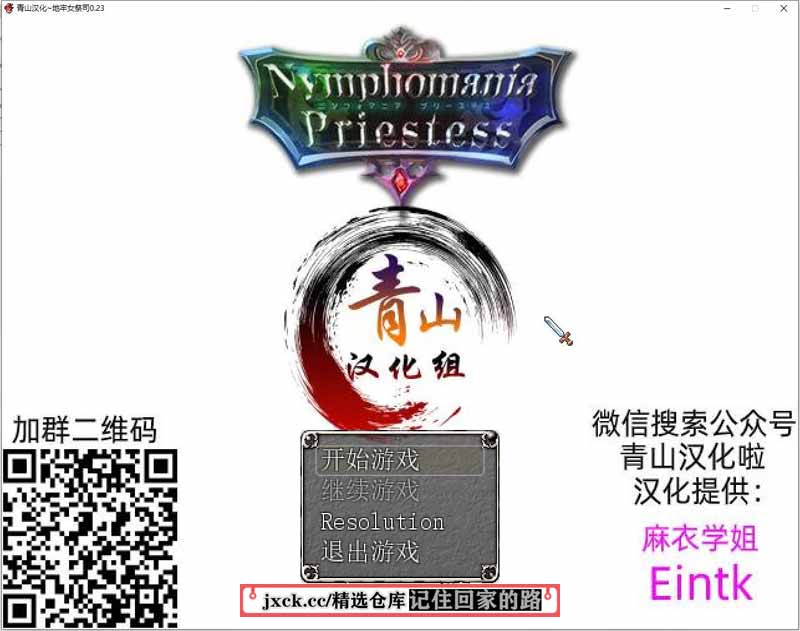 青山汉化~地牢女祭司0.23
Nymphomania
ニンフォマニア プリーステス
Priestess
青山
汉化组
加群二维码
微信搜索公众号
青山汉化啦
汉化提供：
麻衣学姐
Eintk
开始游戏
继续游戏
Resolution
退出游戏
jxck.cc/精选仓库 记住回家的路